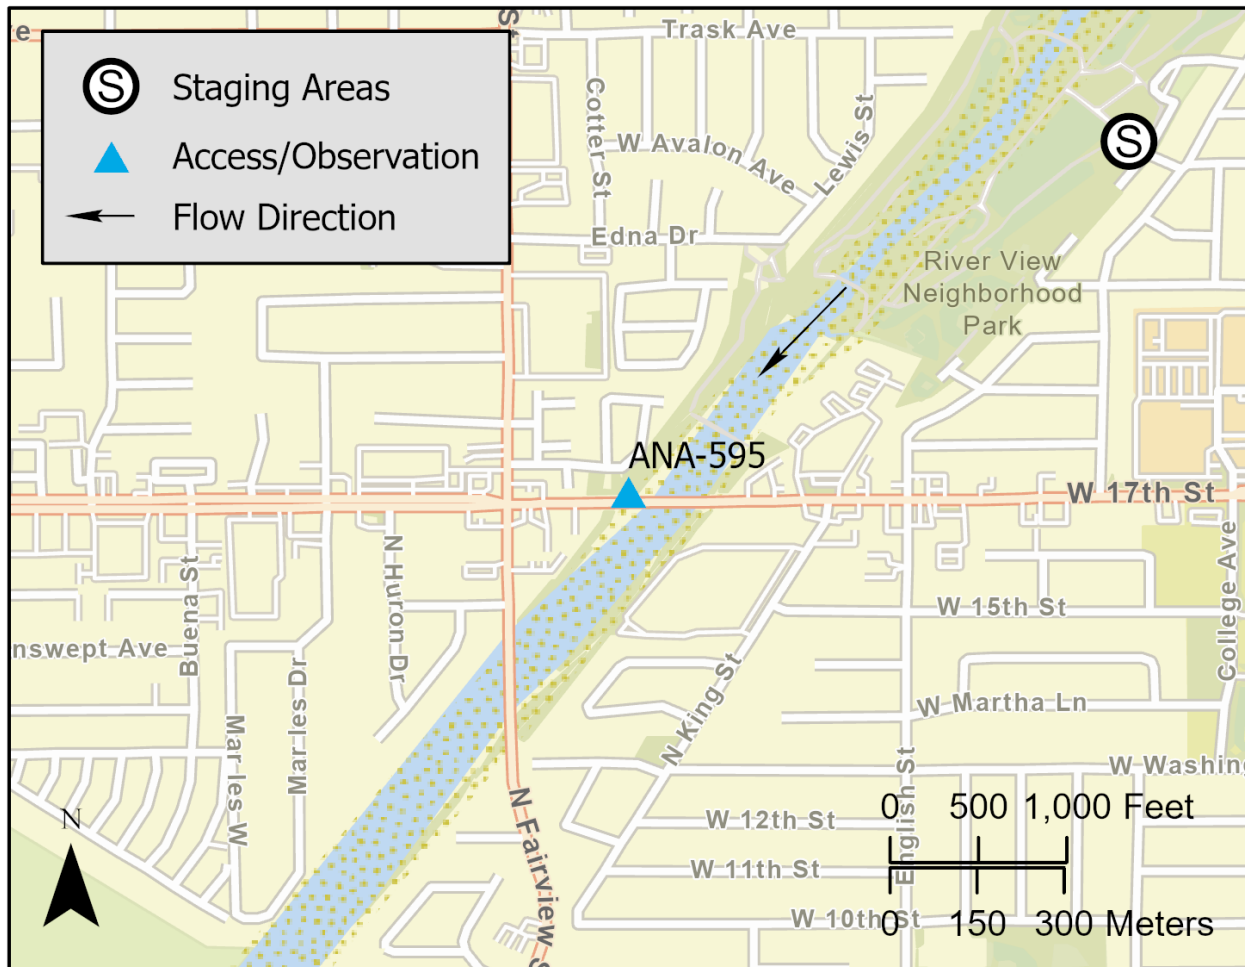 ve
St
Trask Ave
S
Staging Areas
Access/Observation
Flow Direction
Cotter St
W Avalon Ave
Lewis St
S
Edna Dr
River View
Neighborhood
Park
ANA-595
W 17th St
Buena St
N Huron Dr
College Ave
W 15th St
nswept Ave
Mar les W
Mar les Dr
N King St
W Martha Ln
English St
W Washing
N Fairview S
W 12th St
W 11th St
W 10th St
N
0 500 1,000 Feet
0 150 300 Meters